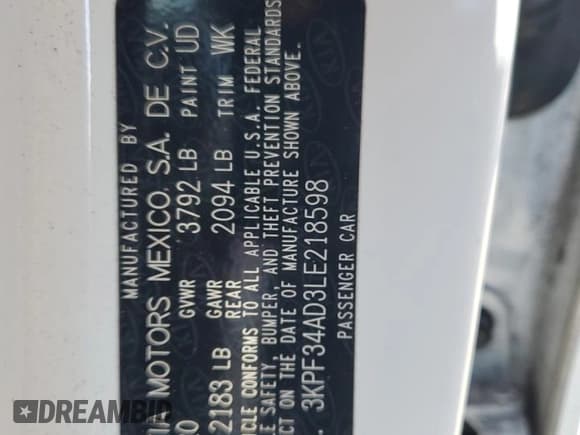 MANUFACTURED BY
MOTORS MEXICO. S.A. DE C.V.
GVWR 3792 LB PAINT UD
2183 LB GAWR REAR 2094 LB TRIM WK
CONFORMS TO ALL APPLICABLE U.S.A. FEDERAL
SAFETY, BUMPER, AND THEFT PREVENTION STANDARDS
ON THE DATE OF MANUFACTURE SHOWN ABOVE.
3KPF34AD3LE218598
PASSENGER CAR
DREAMBID